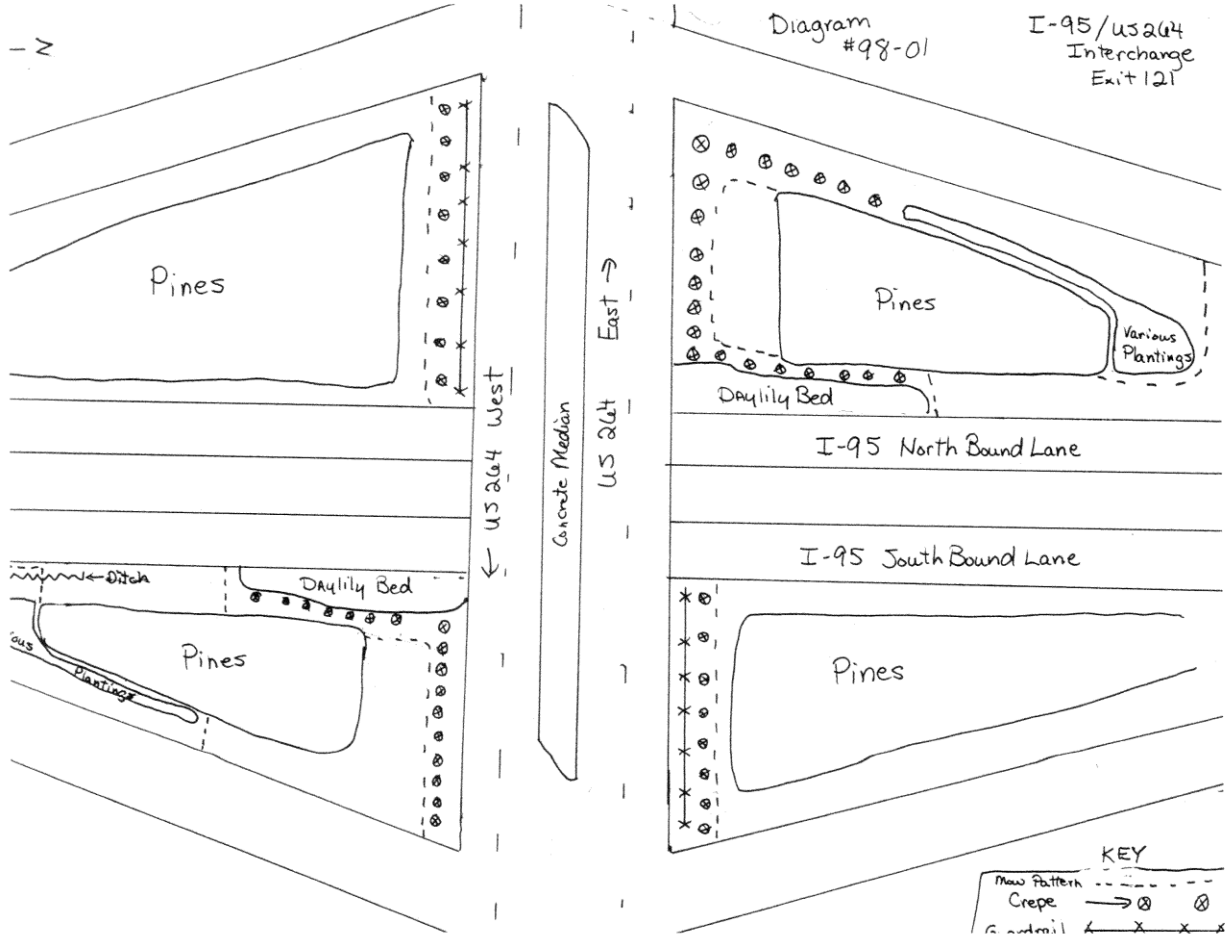 Diagram
#98-01
I-95/US264
Interchange
Exit 121
N
Pines
Pines
Various
Plantings
Daylily Bed
US 264 West
Concrete Median
US 264 East
I-95 North Bound Lane
I-95 South Bound Lane
Ditch
Daylily Bed
Pines
ious
Plantings
Pines
KEY
Mow Pattern
Crepe
Guardrail